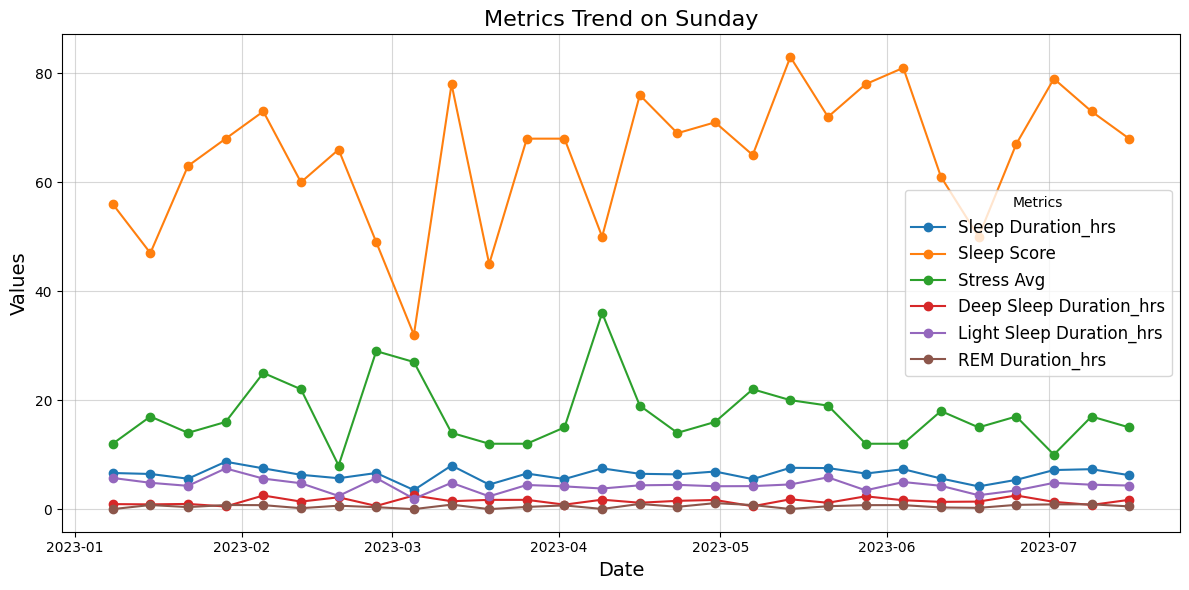 Metrics Trend on Sunday
Values
80
60
40
20
0
Metrics
Sleep Duration_hrs
Sleep Score
Stress Avg
Deep Sleep Duration_hrs
Light Sleep Duration_hrs
REM Duration_hrs
2023-01 2023-02 2023-03 2023-04 2023-05 2023-06 2023-07
Date